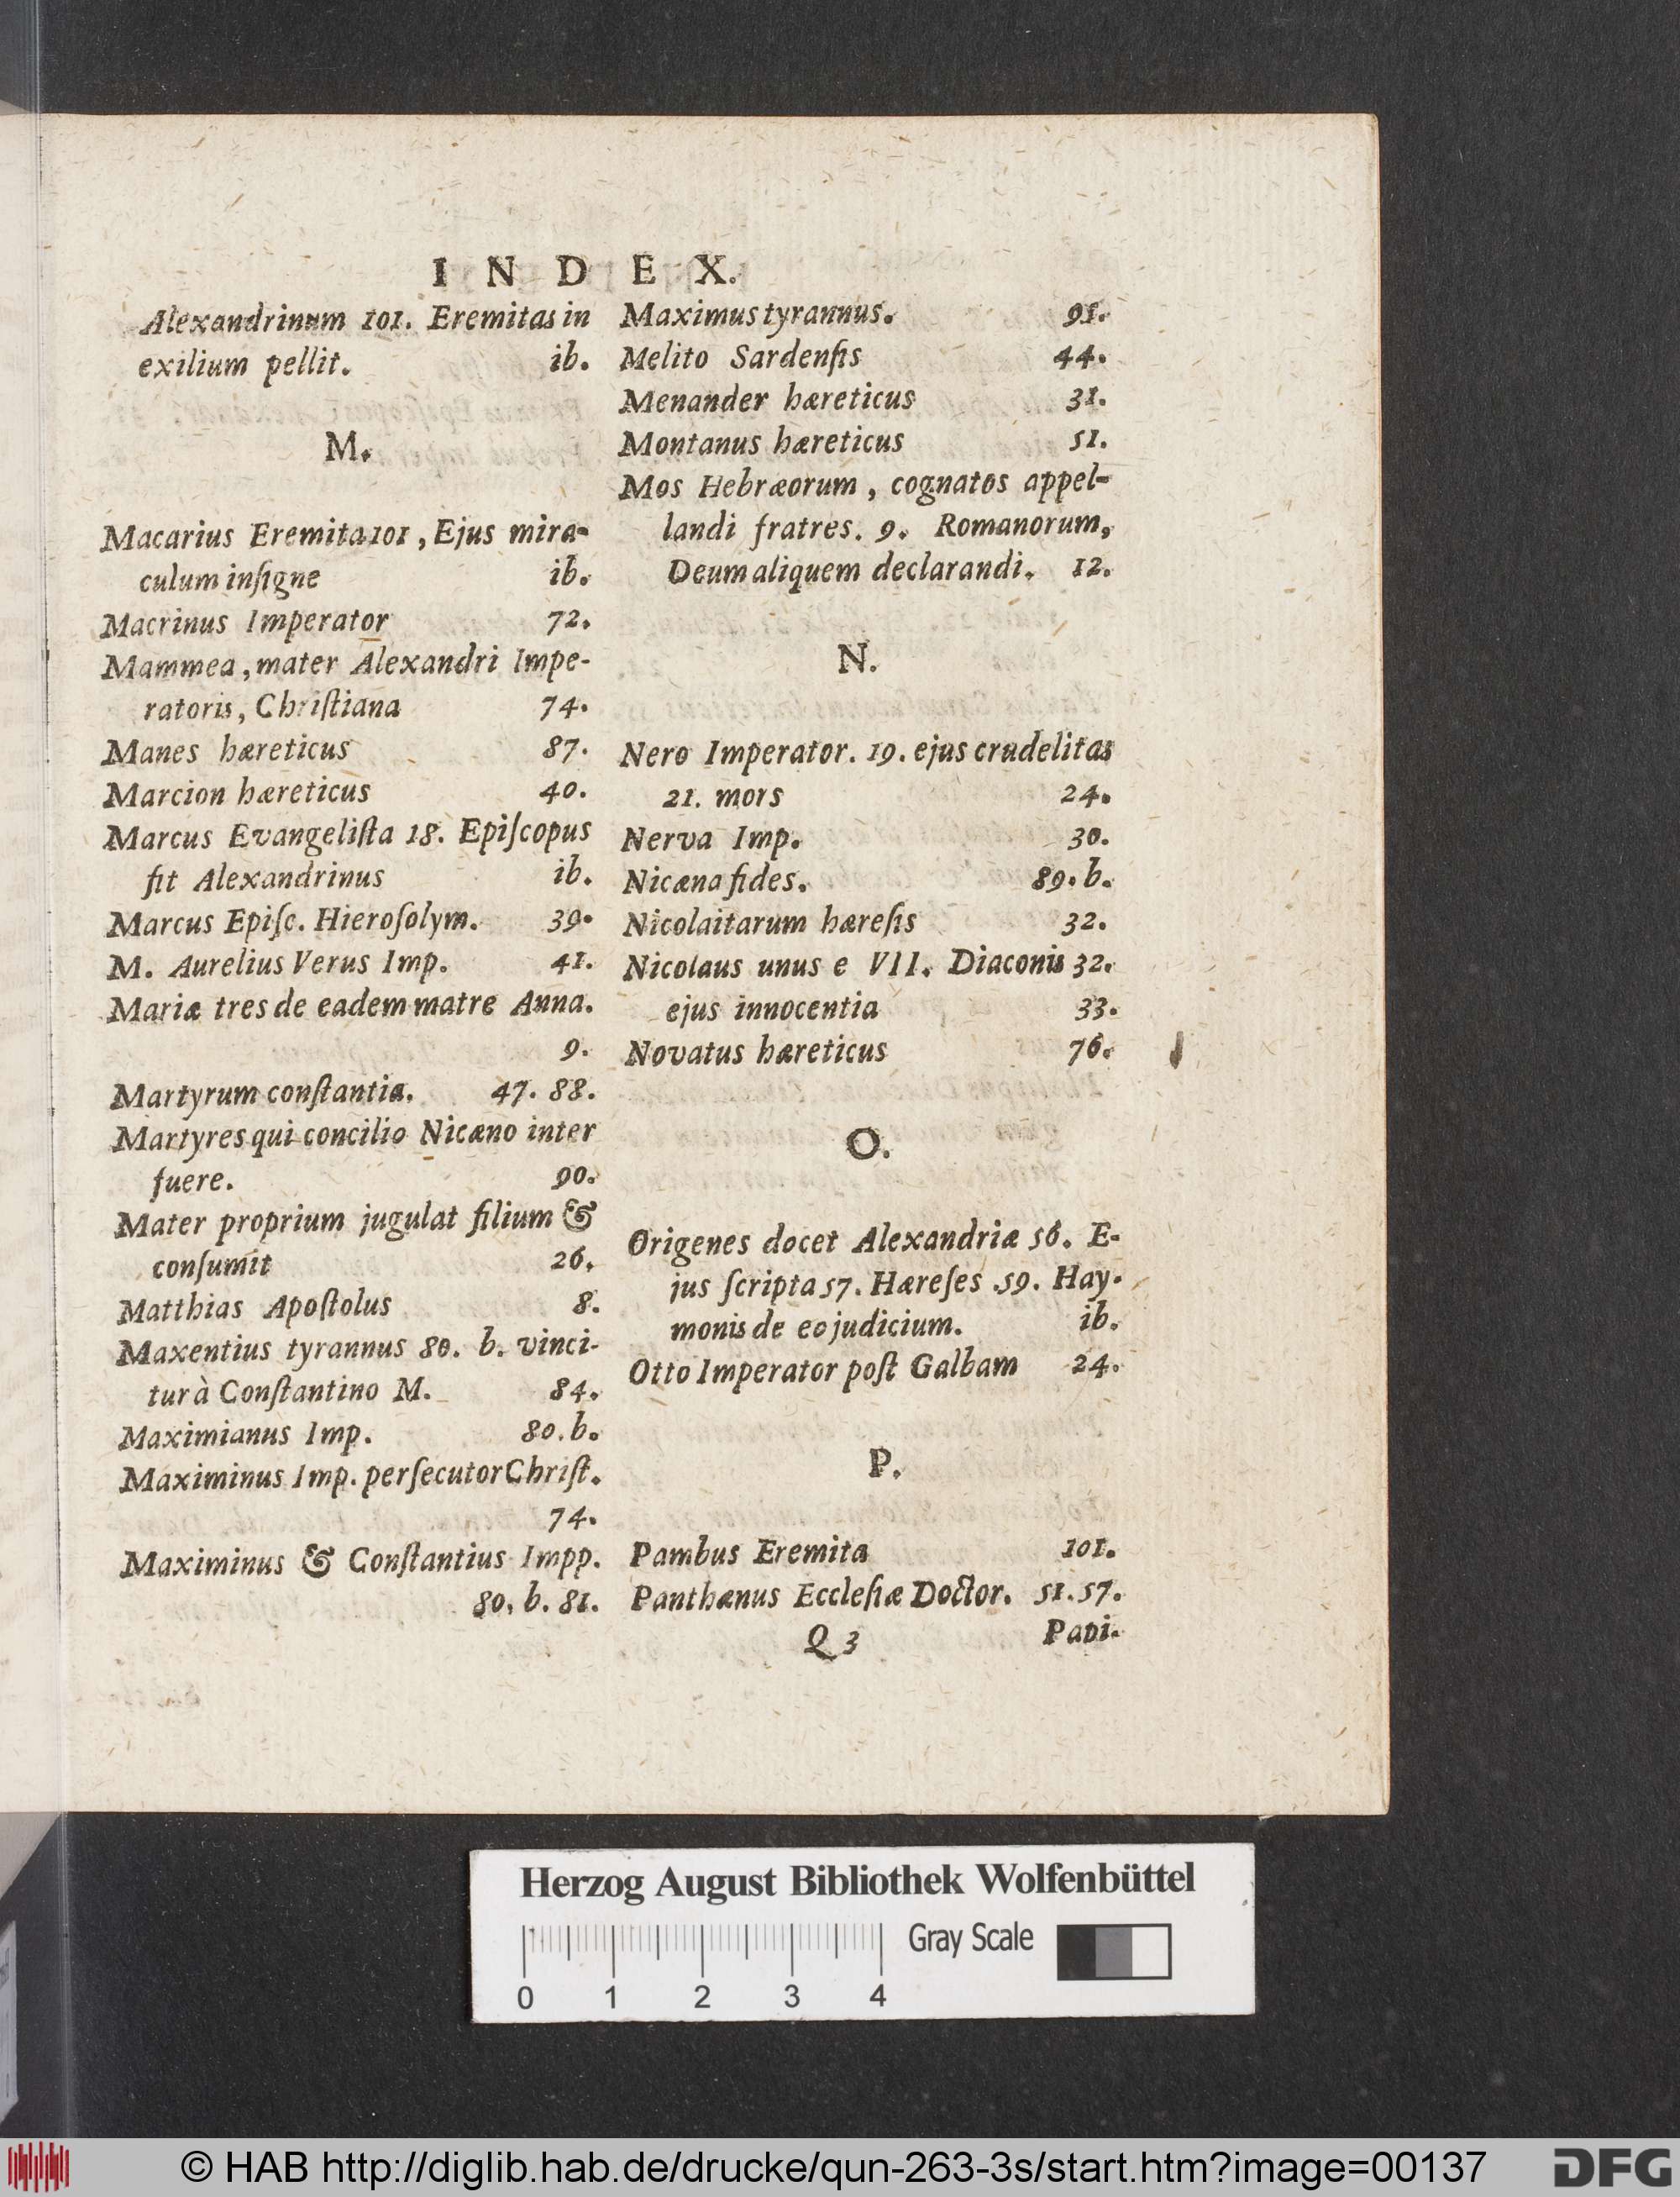 INDEX.
Alexandrinum 101. Eremitas in
exilium pellit. ib.
M.
Macarius Eremita 101, Ejus mira-
culum inſigne ib.
Macrinus Imperator 72.
Mammea, mater Alexandri Impe-
ratoris, Chriſtiana 74.
Manes hæreticus 87.
Marcion hæreticus 40.
Marcus Evangeliſta 18. Epiſcopus
fit Alexandrinus ib.
Marcus Epiſc. Hieroſolym. 39.
M. Aurelius Verus Imp. 41.
Mariæ tres de eadem matre Anna.
9.
Martyrum conſtantia. 47. 88.
Martyres qui concilio Nicæno inter
fuere. 90.
Mater proprium jugulat filium &
conſumit 26.
Matthias Apoſtolus 8.
Maxentius tyrannus 80. b. vinci-
tur à Conſtantino M. 84.
Maximianus Imp. 80. b.
Maximinus Imp. perſecutor Chriſt.
74.
Maximinus & Conſtantius Impp.
80. b. 81.
Maximus tyrannus. 91.
Melito Sardenſis 44.
Menander hæreticus 31.
Montanus hæreticus 51.
Mos Hebræorum, cognatos appel-
landi fratres. 9. Romanorum,
Deum aliquem declarandi. 12.
N.
Nero Imperator. 19. ejus crudelitas
21. mors 24.
Nerva Imp. 30.
Nicæna fides. 89. b.
Nicolaitarum hæreſis 32.
Nicolaus unus e VII. Diaconis 32.
ejus innocentia 33.
Novatus hæreticus 76.
O.
Origenes docet Alexandriæ 56. E-
jus ſcripta 57. Hæreſes 59. Hay-
monis de eo judicium. ib.
Otto Imperator poſt Galbam 24.
P.
Pambus Eremita 101.
Panthænus Eccleſiæ Doctor. 51. 57.
Q 3 Papi-
Herzog August Bibliothek Wolfenbüttel
Gray Scale
0 1 2 3 4
© HAB http://diglib.hab.de/drucke/qun-263-3s/start.htm?image=00137
DFG